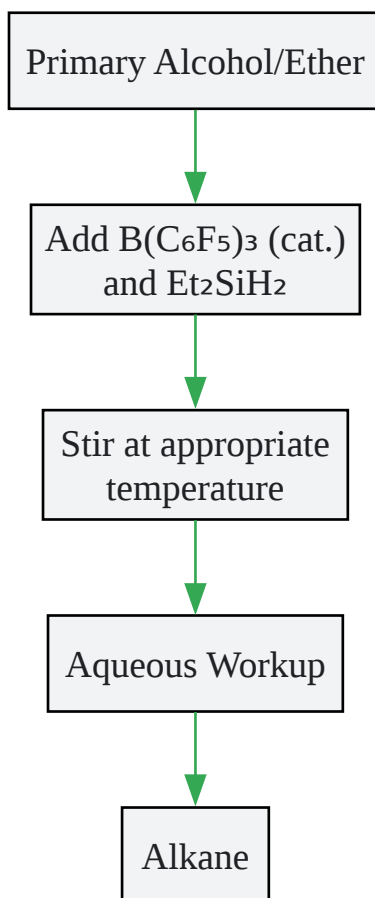 Primary Alcohol/Ether
Add B(C₆F₅)₃ (cat.)
and Et₂SiH₂
Stir at appropriate
temperature
Aqueous Workup
Alkane